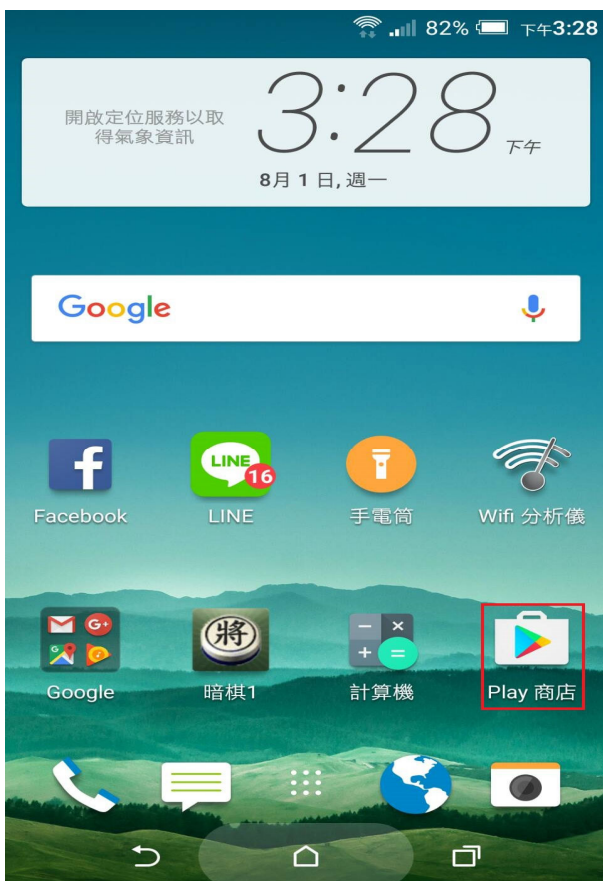 82% 下午3:28
開啟定位服務以取
得氣象資訊
3:28 下午
8月 1 日, 週一
Google
Facebook
LINE 16
LINE
手電筒
Wifi 分析儀
G+
將
Google
暗棋1
計算機
Play 商店